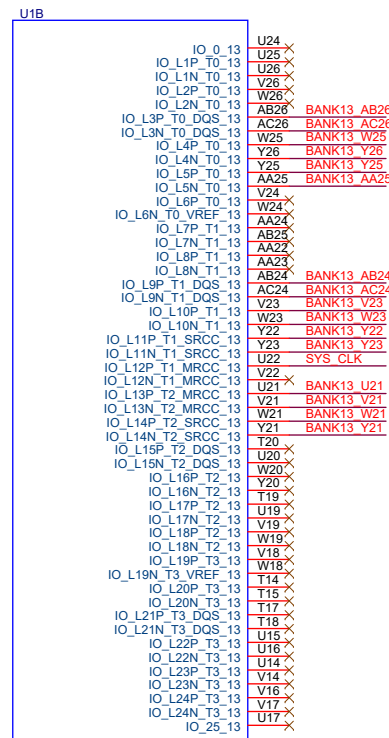 U1B
IO_0_13 U24
IO_L1P_T0_13 U25
IO_L1N_T0_13 U26
IO_L2P_T0_13 V26
IO_L2N_T0_13 W26
IO_L3P_T0_DQS_13 AB26 BANK13_AB26
IO_L3N_T0_DQS_13 AC26 BANK13_AC26
IO_L4P_T0_13 W25 BANK13_W25
IO_L4N_T0_13 Y26 BANK13_Y26
IO_L5P_T0_13 Y25 BANK13_Y25
IO_L5N_T0_13 AA25 BANK13_AA25
IO_L6P_T0_13 V24
IO_L6N_T0_VREF_13 W24
IO_L7P_T1_13 AA24
IO_L7N_T1_13 AB25
IO_L8P_T1_13 AA22
IO_L8N_T1_13 AA23
IO_L9P_T1_DQS_13 AB24 BANK13_AB24
IO_L9N_T1_DQS_13 AC24 BANK13_AC24
IO_L10P_T1_13 V23 BANK13_V23
IO_L10N_T1_13 W23 BANK13_W23
IO_L11P_T1_SRCC_13 Y22 BANK13_Y22
IO_L11N_T1_SRCC_13 Y23 BANK13_Y23
IO_L12P_T1_MRCC_13 U22 SYS_CLK
IO_L12N_T1_MRCC_13 V22
IO_L13P_T2_MRCC_13 U21 BANK13_U21
IO_L13N_T2_MRCC_13 V21 BANK13_V21
IO_L14P_T2_SRCC_13 W21 BANK13_W21
IO_L14N_T2_SRCC_13 Y21 BANK13_Y21
IO_L15P_T2_DQS_13 T20
IO_L15N_T2_DQS_13 U20
IO_L16P_T2_13 W20
IO_L16N_T2_13 Y20
IO_L17P_T2_13 T19
IO_L17N_T2_13 U19
IO_L18P_T2_13 V19
IO_L18N_T2_13 W19
IO_L19P_T3_13 V18
IO_L19N_T3_VREF_13 W18
IO_L20P_T3_13 T14
IO_L20N_T3_13 T15
IO_L21P_T3_DQS_13 T17
IO_L21N_T3_DQS_13 T18
IO_L22P_T3_13 U15
IO_L22N_T3_13 U16
IO_L23P_T3_13 U14
IO_L23N_T3_13 V14
IO_L24P_T3_13 V16
IO_L24N_T3_13 V17
IO_25_13 U17